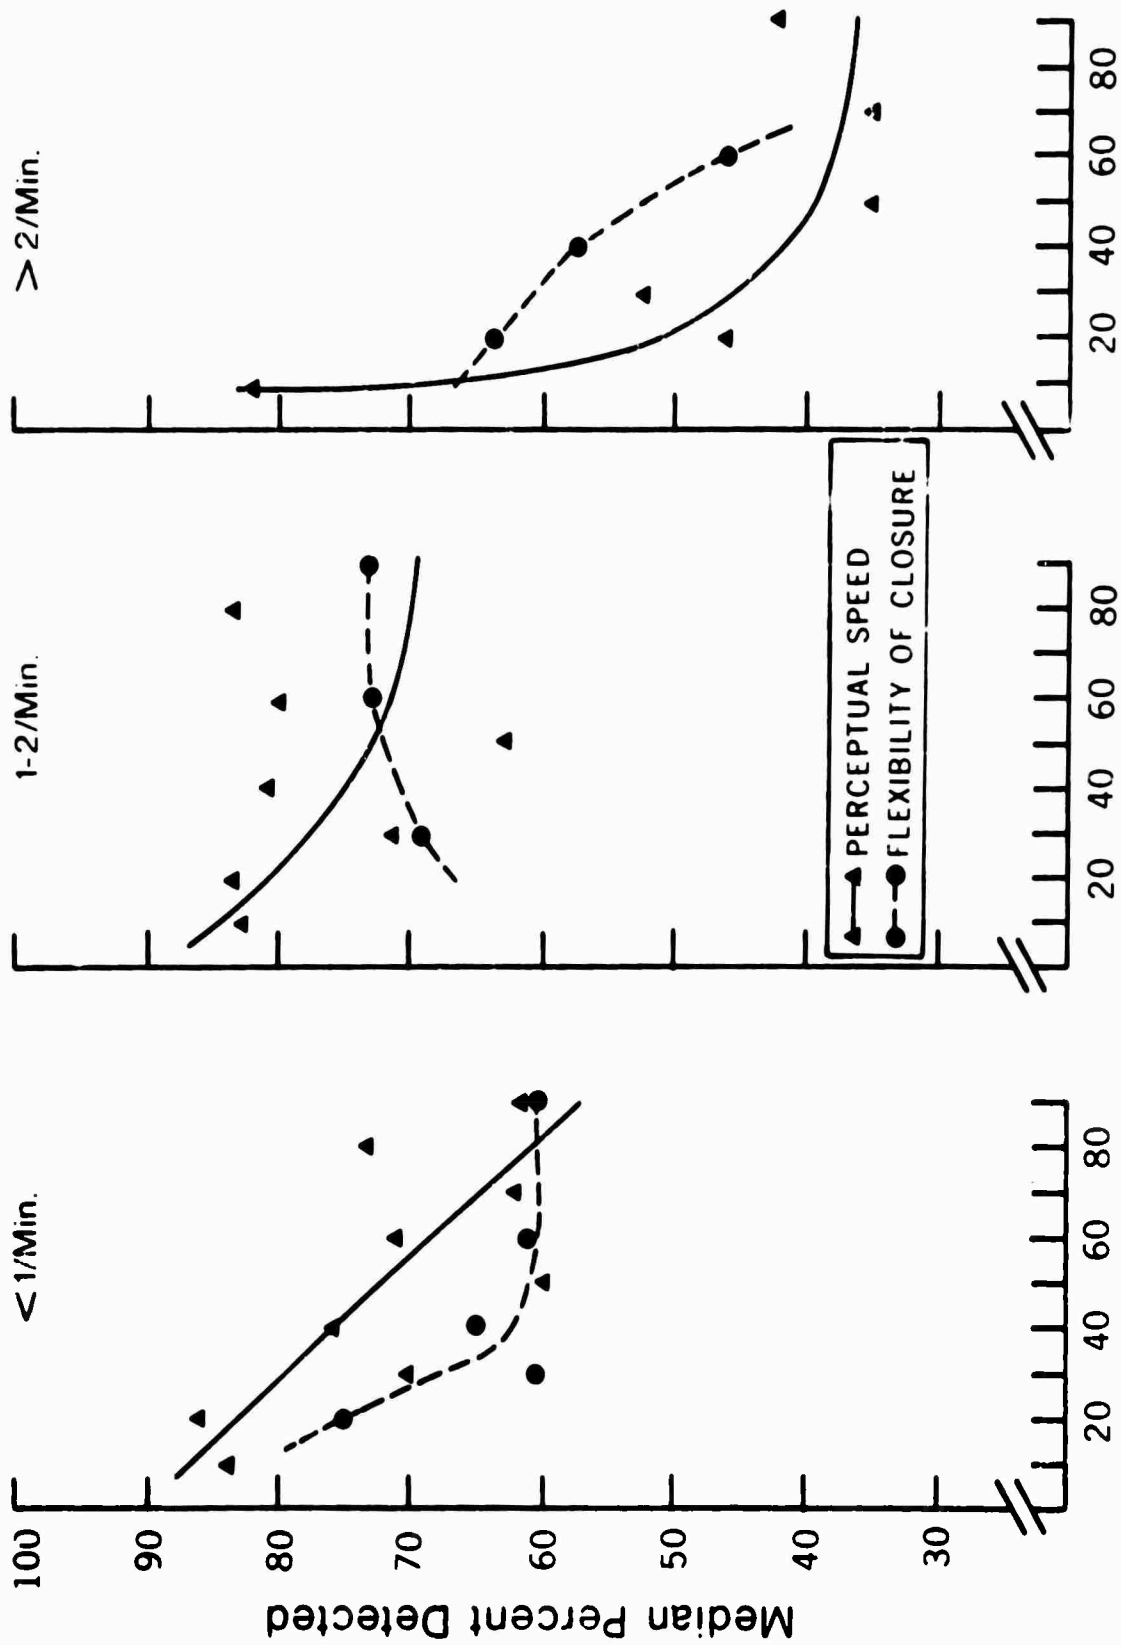 < 1/Min.
1-2/Min.
> 2/Min.
Median Percent Detected
100
90
80
70
60
50
40
30
20 40 60 80
20 40 60 80
20 40 60 80
PERCEPTUAL SPEED
FLEXIBILITY OF CLOSURE